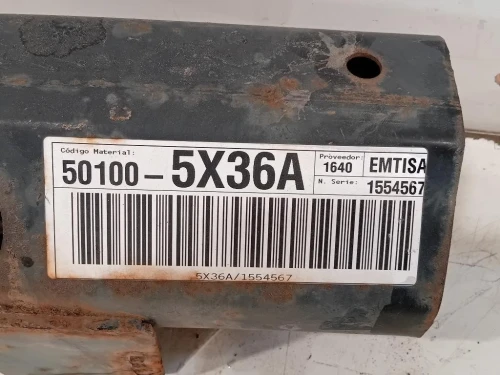 Código Material:
50100-5X36A
Proveedor:
1640
EMTISA
N. Serie:
1554567
5X36A/1554567